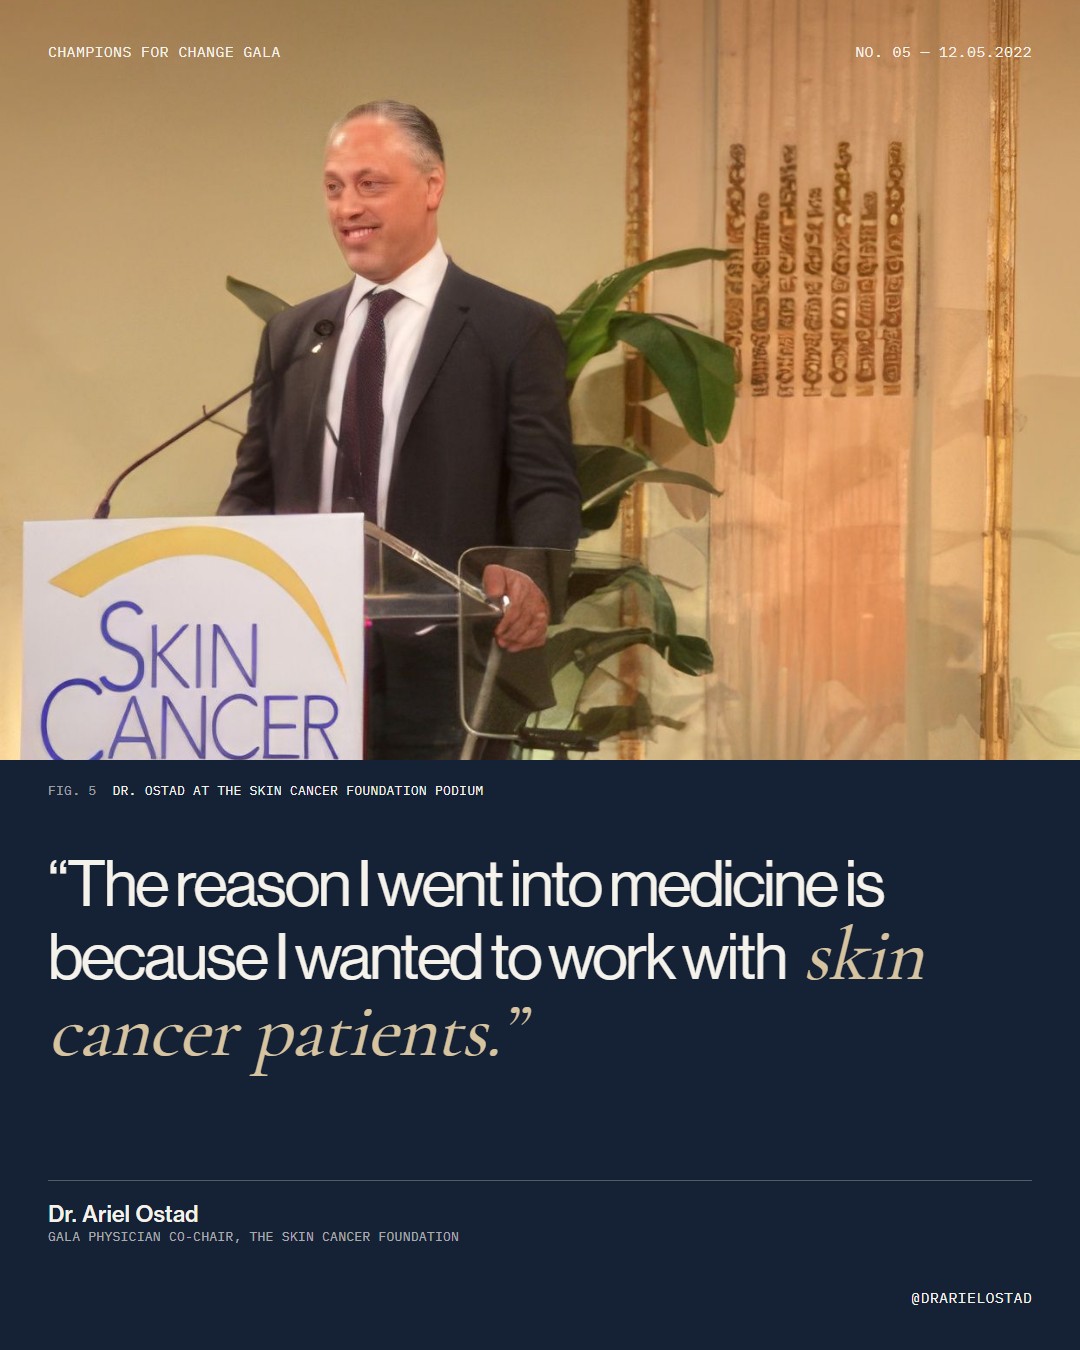 CHAMPIONS FOR CHANGE GALA
NO. 05 — 12.05.2022
SKIN
CANCER
FIG. 5 DR. OSTAD AT THE SKIN CANCER FOUNDATION PODIUM
“The reason I went into medicine is
because I wanted to work with skin
cancer patients.”
Dr. Ariel Ostad
GALA PHYSICIAN CO-CHAIR, THE SKIN CANCER FOUNDATION
@DRARIELOSTAD